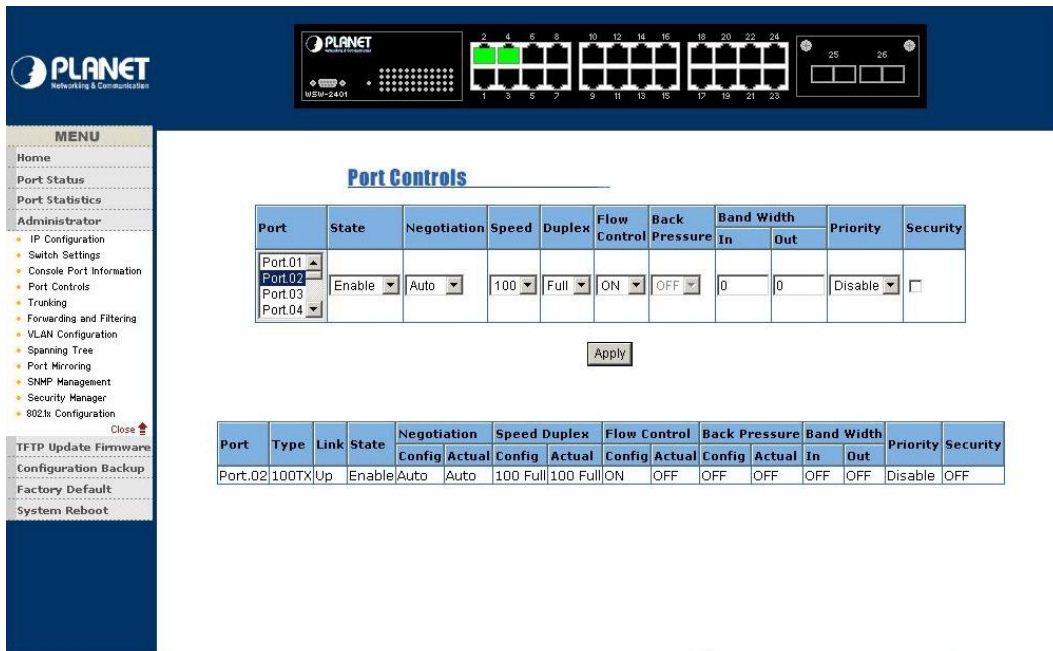 PLANET
Networking & Communication
PLANET
Networking & Communication
WSW-2401
2 4 6 8 10 12 14 16 18 20 22 24
1 3 5 7 9 11 13 15 17 19 21 23
25 26
MENU
Home
Port Status
Port Statistics
Administrator
IP Configuration
Switch Settings
Console Port Information
Port Controls
Trunking
Forwarding and Filtering
VLAN Configuration
Spanning Tree
Port Mirroring
SNMP Management
Security Manager
802.1x Configuration
Close
TFTP Update Firmware
Configuration Backup
Factory Default
System Reboot
Port Controls
Port State Negotiation Speed Duplex Flow Control Back Pressure Band Width In Out Priority Security
Port.01
Port.02
Port.03
Port.04
Enable Auto 100 Full ON OFF 0 0 Disable
Apply
Port Type Link State Negotiation Speed Duplex Flow Control Back Pressure Band Width Priority Security
Config Actual Config Actual Config Actual Config Actual In Out
Port.02 100TX Up Enable Auto Auto 100 Full 100 Full ON OFF OFF OFF OFF OFF Disable OFF